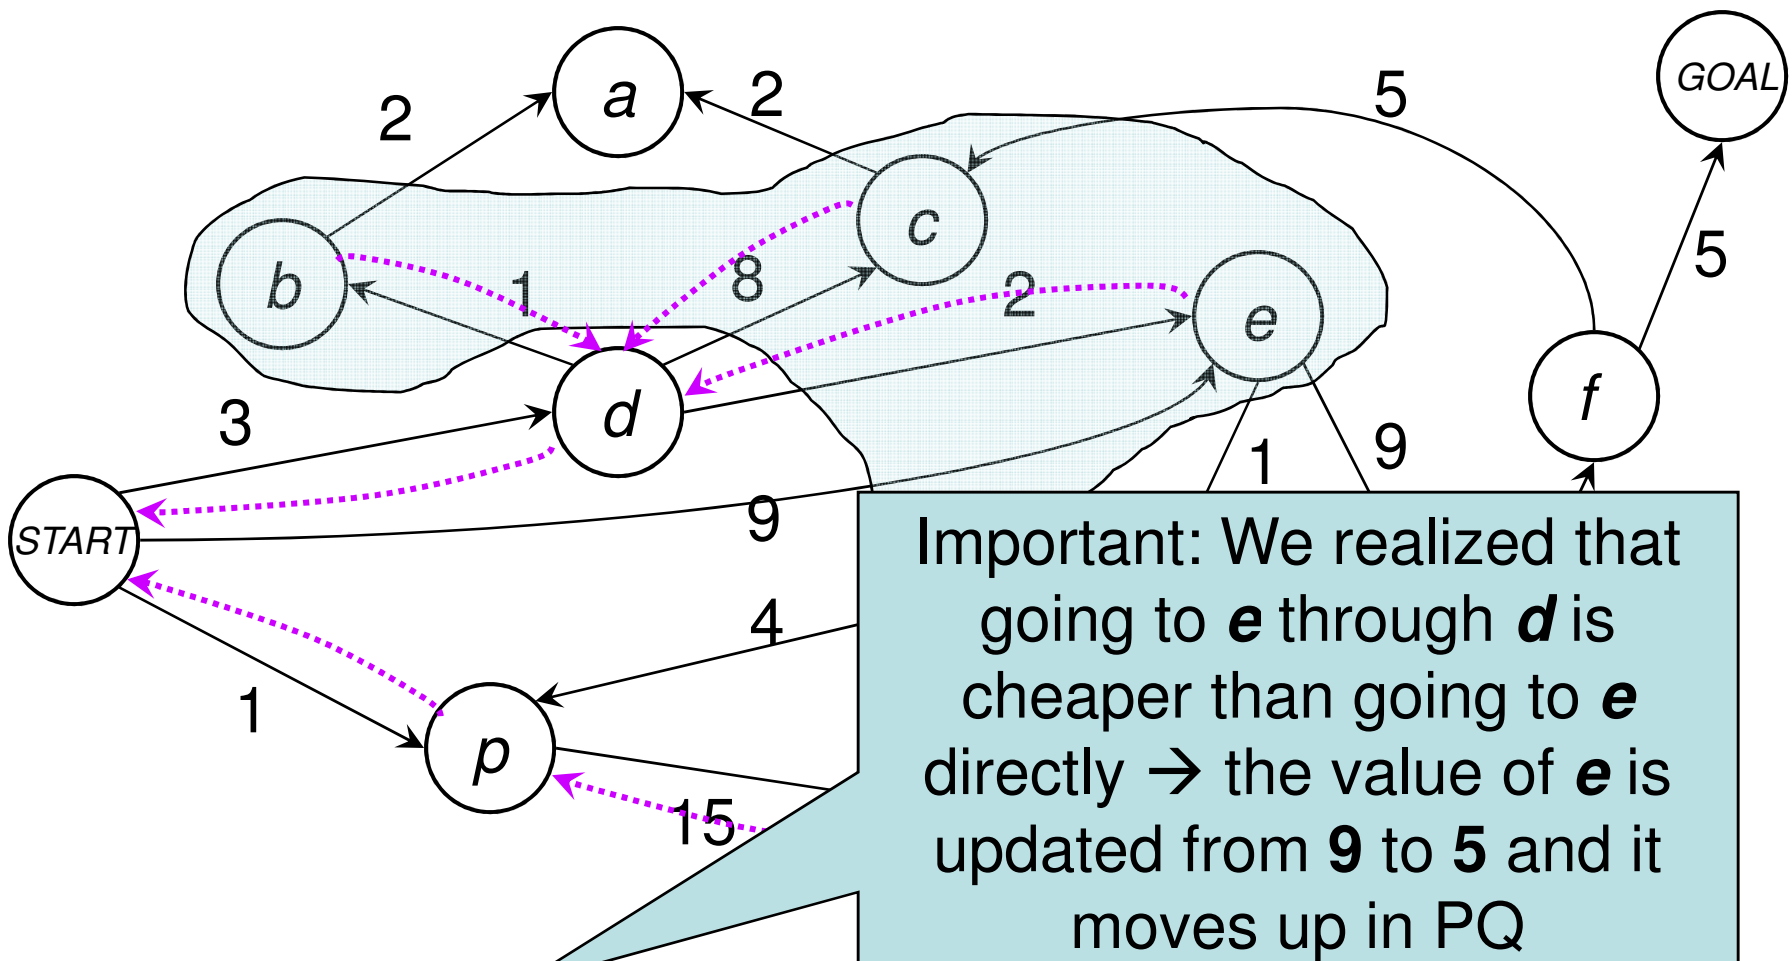 GOAL
a
2
2
5
c
b
1
8
2
e
5
f
d
3
1
9
START
9
4
1
p
15
Important: We realized that
going to e through d is
cheaper than going to e
directly → the value of e is
updated from 9 to 5 and it
moves up in PQ